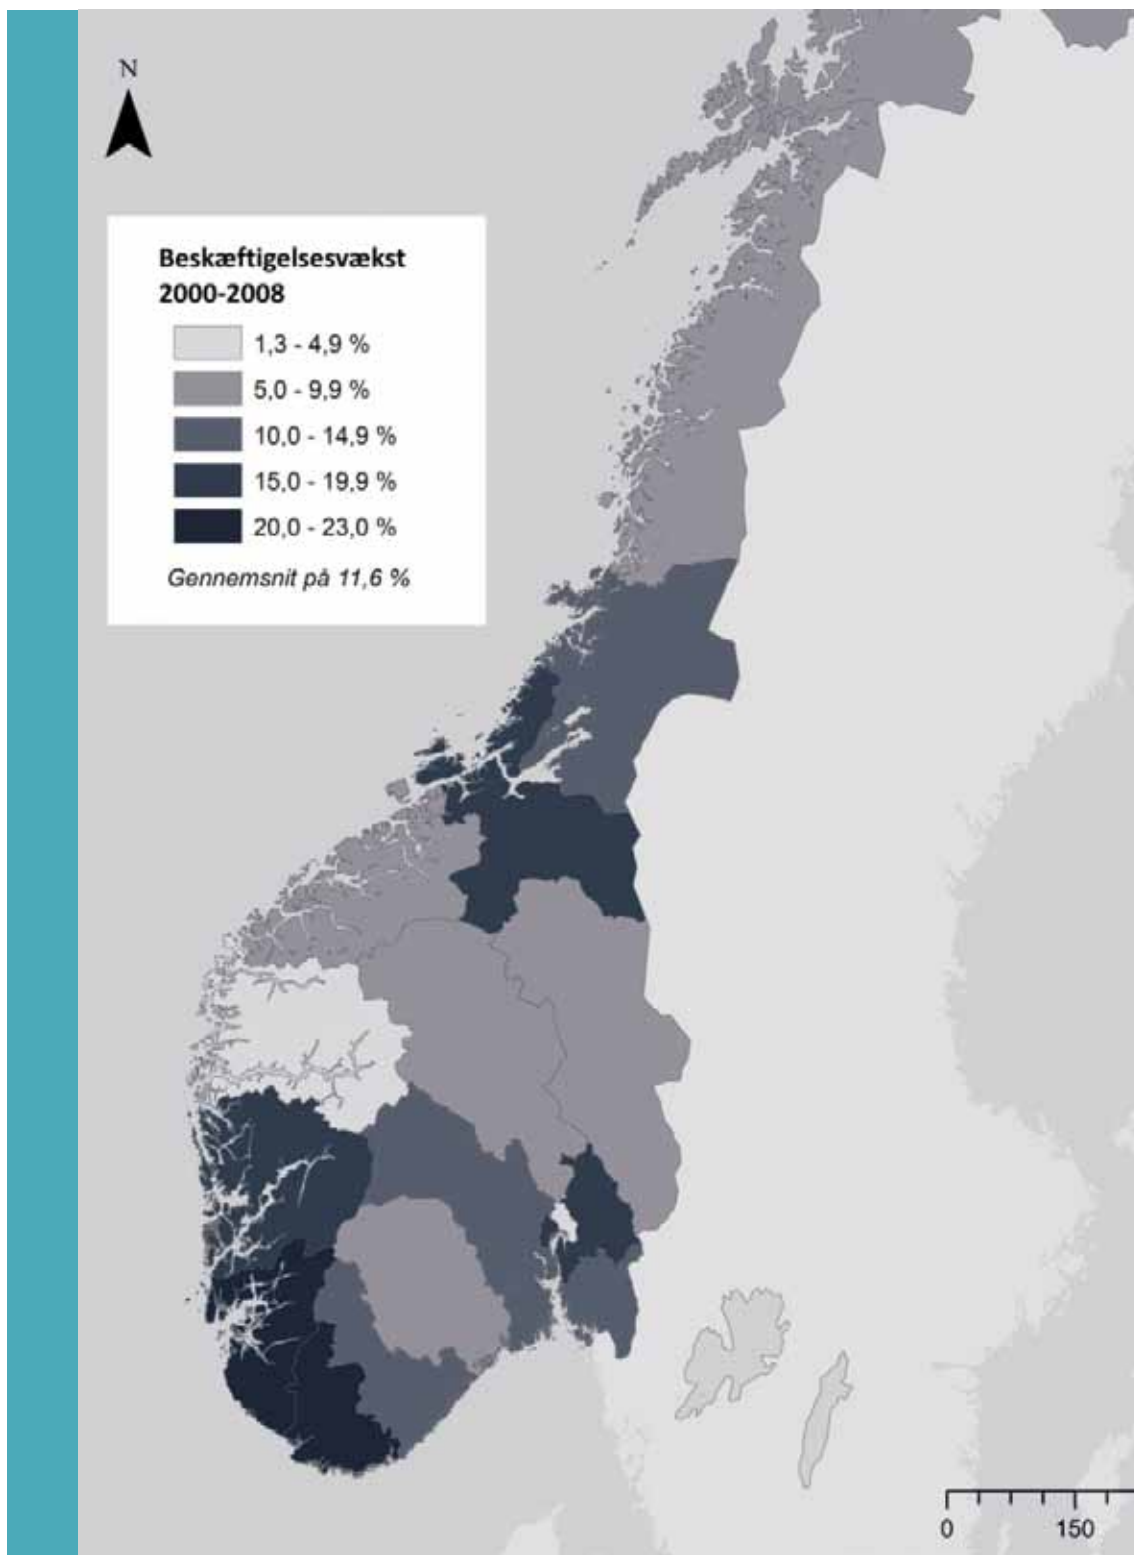 N
Beskæftigelsesvækst
2000-2008
1,3 - 4,9 %
5,0 - 9,9 %
10,0 - 14,9 %
15,0 - 19,9 %
20,0 - 23,0 %
Gennemsnit på 11,6 %
0 150